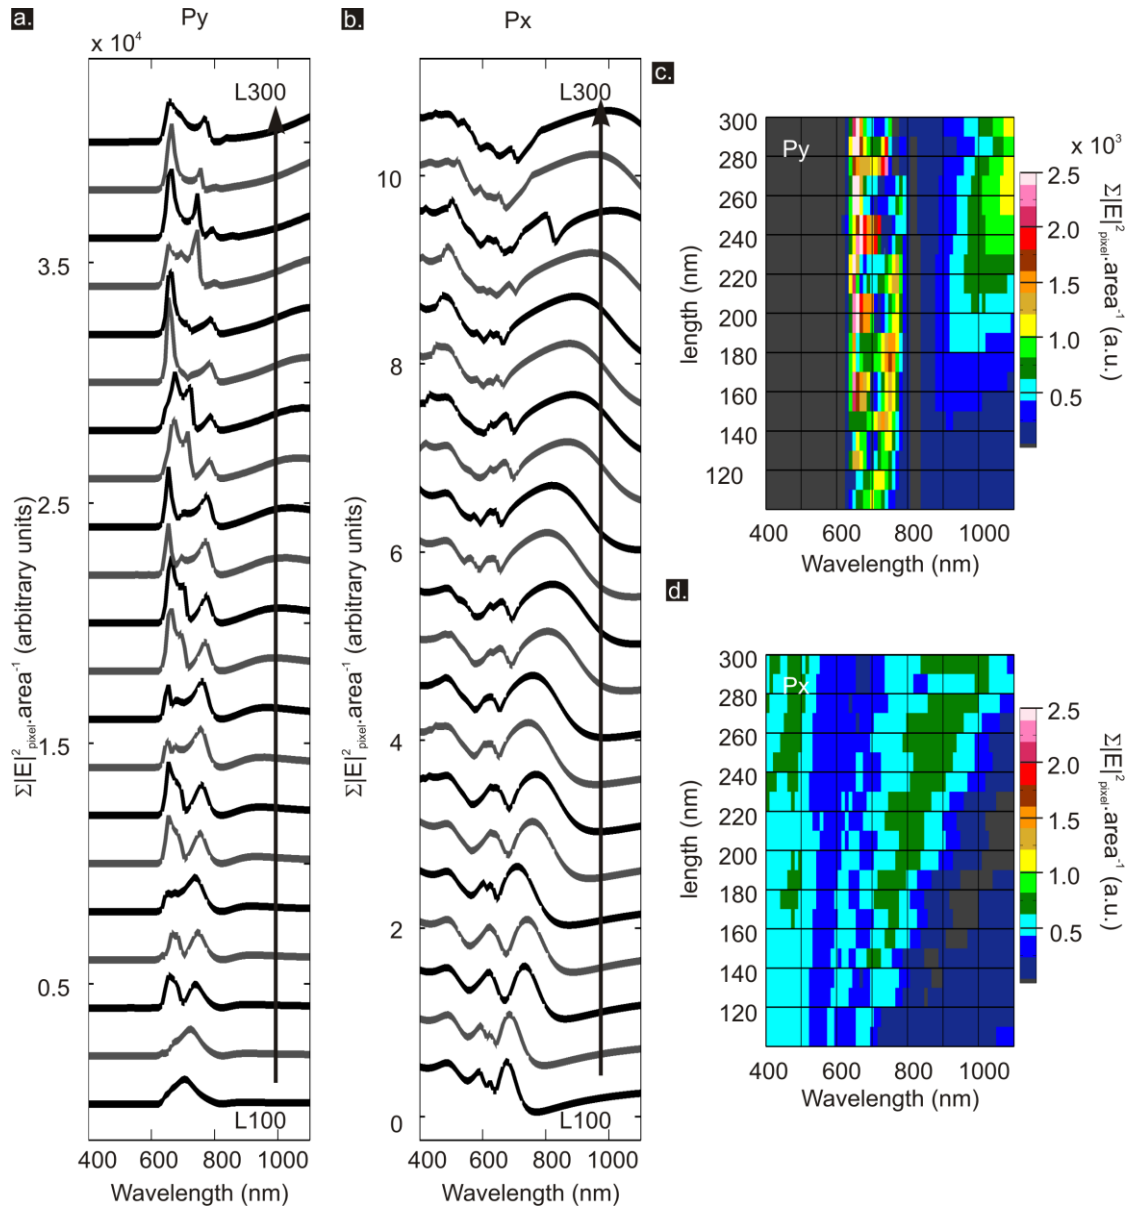 a.
Py
x 10⁴
L300
3.5
2.5
1.5
0.5
L100
400 600 800 1000
Wavelength (nm)
Σ|E|²pixel.area⁻¹ (arbitrary units)
b.
Px
L300
10
8
6
4
2
0
L100
400 600 800 1000
Wavelength (nm)
Σ|E|²pixel.area⁻¹ (arbitrary units)
c.
Py
300
280
260
240
220
200
180
160
140
120
length (nm)
400 600 800 1000
Wavelength (nm)
x 10³
2.5
2.0
1.5
1.0
0.5
Σ|E|²pixel.area⁻¹ (a.u.)
d.
Px
300
280
260
240
220
200
180
160
140
120
length (nm)
400 600 800 1000
Wavelength (nm)
2.5
2.0
1.5
1.0
0.5
Σ|E|²pixel.area⁻¹ (a.u.)